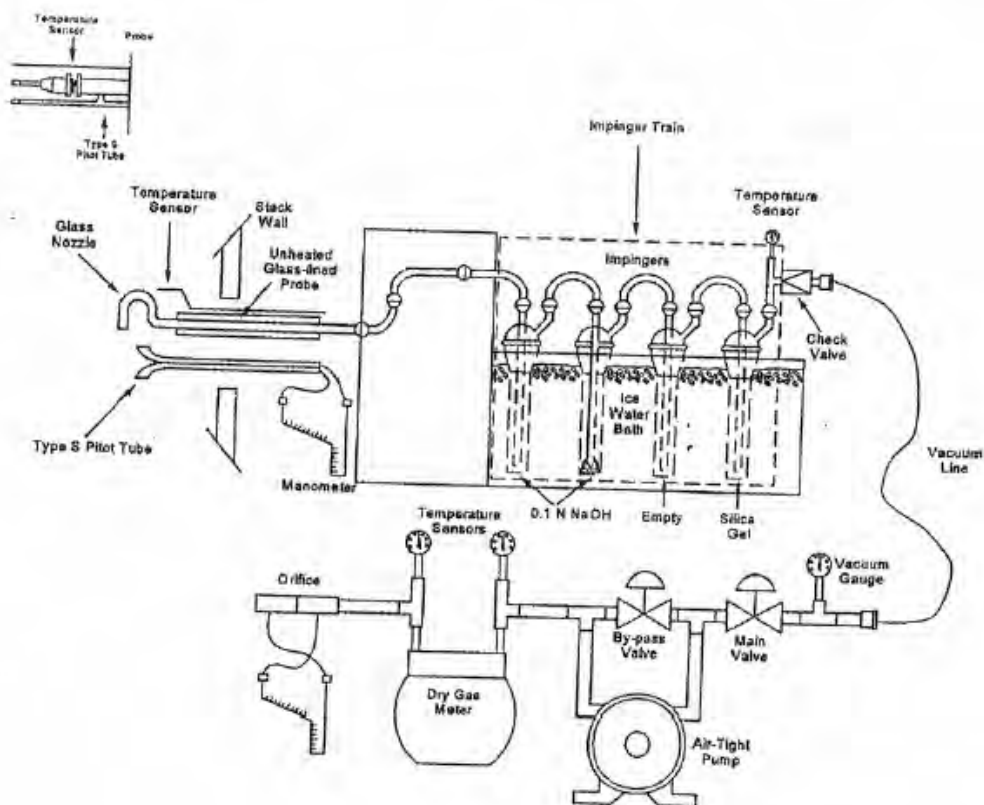 Temperature
Sensor
Probe
Type S
Pitot Tube
Impinger Train
Temperature
Sensor
Temperature
Sensor
Stack
Wall
Glass
Nozzle
Unheated
Glass-lined
Probe
Impingers
Check
Valve
Ice
Water
Bath
Type S Pitot Tube
Manometer
Vacuum
Line
0.1 N NaOH
Empty
Silica
Gel
Temperature
Sensors
Orifice
Vacuum
Gauge
By-pass
Valve
Main
Valve
Dry Gas
Meter
Air-Tight
Pump